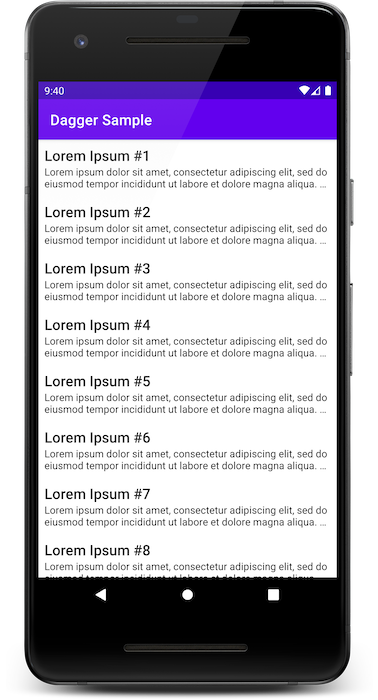 9:40
Dagger Sample
Lorem Ipsum #1
Lorem ipsum dolor sit amet, consectetur adipiscing elit, sed do
eiusmod tempor incididunt ut labore et dolore magna aliqua. ...
Lorem Ipsum #2
Lorem ipsum dolor sit amet, consectetur adipiscing elit, sed do
eiusmod tempor incididunt ut labore et dolore magna aliqua. ...
Lorem Ipsum #3
Lorem ipsum dolor sit amet, consectetur adipiscing elit, sed do
eiusmod tempor incididunt ut labore et dolore magna aliqua. ...
Lorem Ipsum #4
Lorem ipsum dolor sit amet, consectetur adipiscing elit, sed do
eiusmod tempor incididunt ut labore et dolore magna aliqua. ...
Lorem Ipsum #5
Lorem ipsum dolor sit amet, consectetur adipiscing elit, sed do
eiusmod tempor incididunt ut labore et dolore magna aliqua. ...
Lorem Ipsum #6
Lorem ipsum dolor sit amet, consectetur adipiscing elit, sed do
eiusmod tempor incididunt ut labore et dolore magna aliqua. ...
Lorem Ipsum #7
Lorem ipsum dolor sit amet, consectetur adipiscing elit, sed do
eiusmod tempor incididunt ut labore et dolore magna aliqua. ...
Lorem Ipsum #8
Lorem ipsum dolor sit amet, consectetur adipiscing elit, sed do